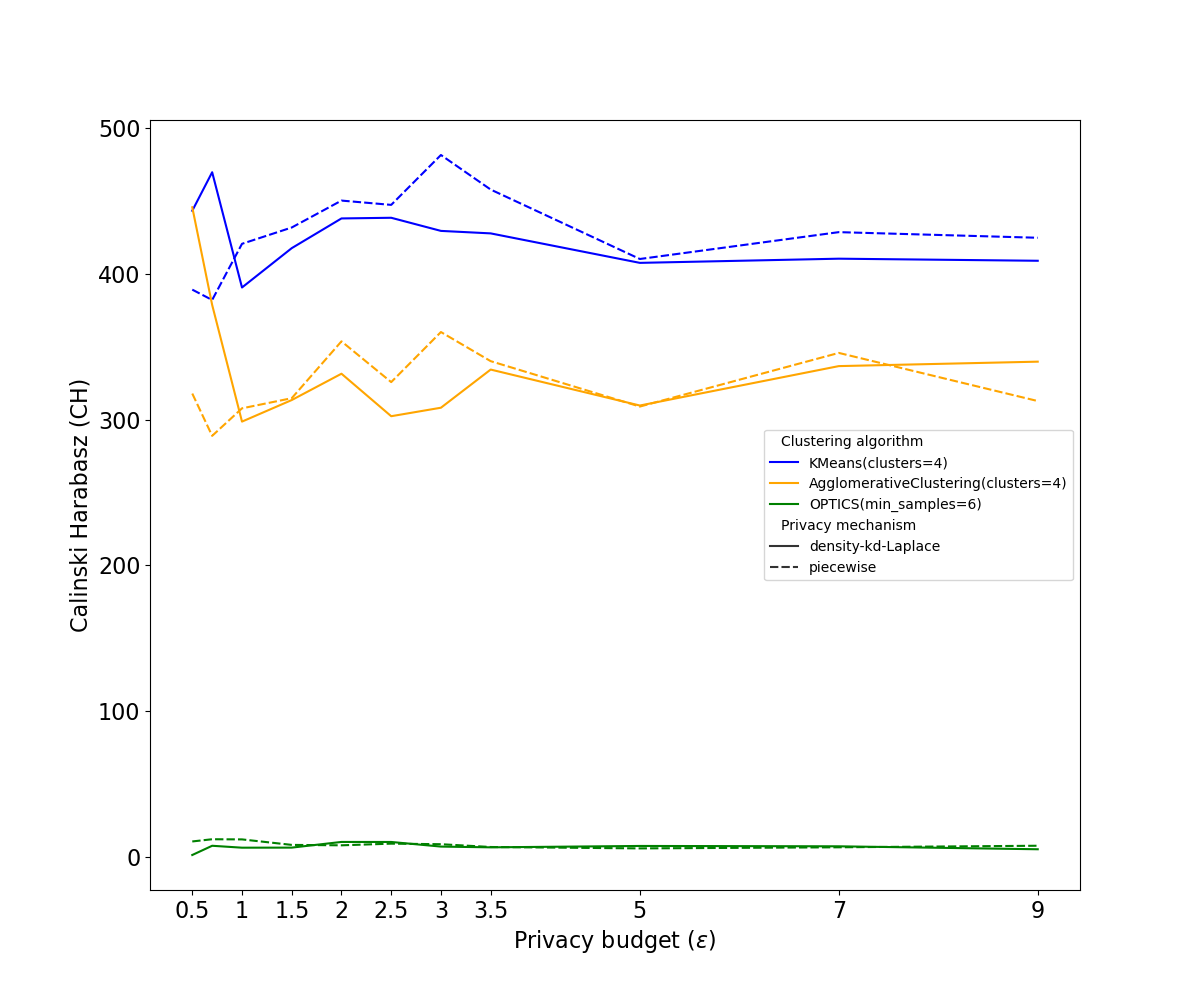 500
400
300
200
100
0
Calinski Harabasz (CH)
Clustering algorithm
KMeans(clusters=4)
AgglomerativeClustering(clusters=4)
OPTICS(min_samples=6)
Privacy mechanism
density-kd-Laplace
piecewise
0.5 1 1.5 2 2.5 3 3.5 5 7 9
Privacy budget (ε)